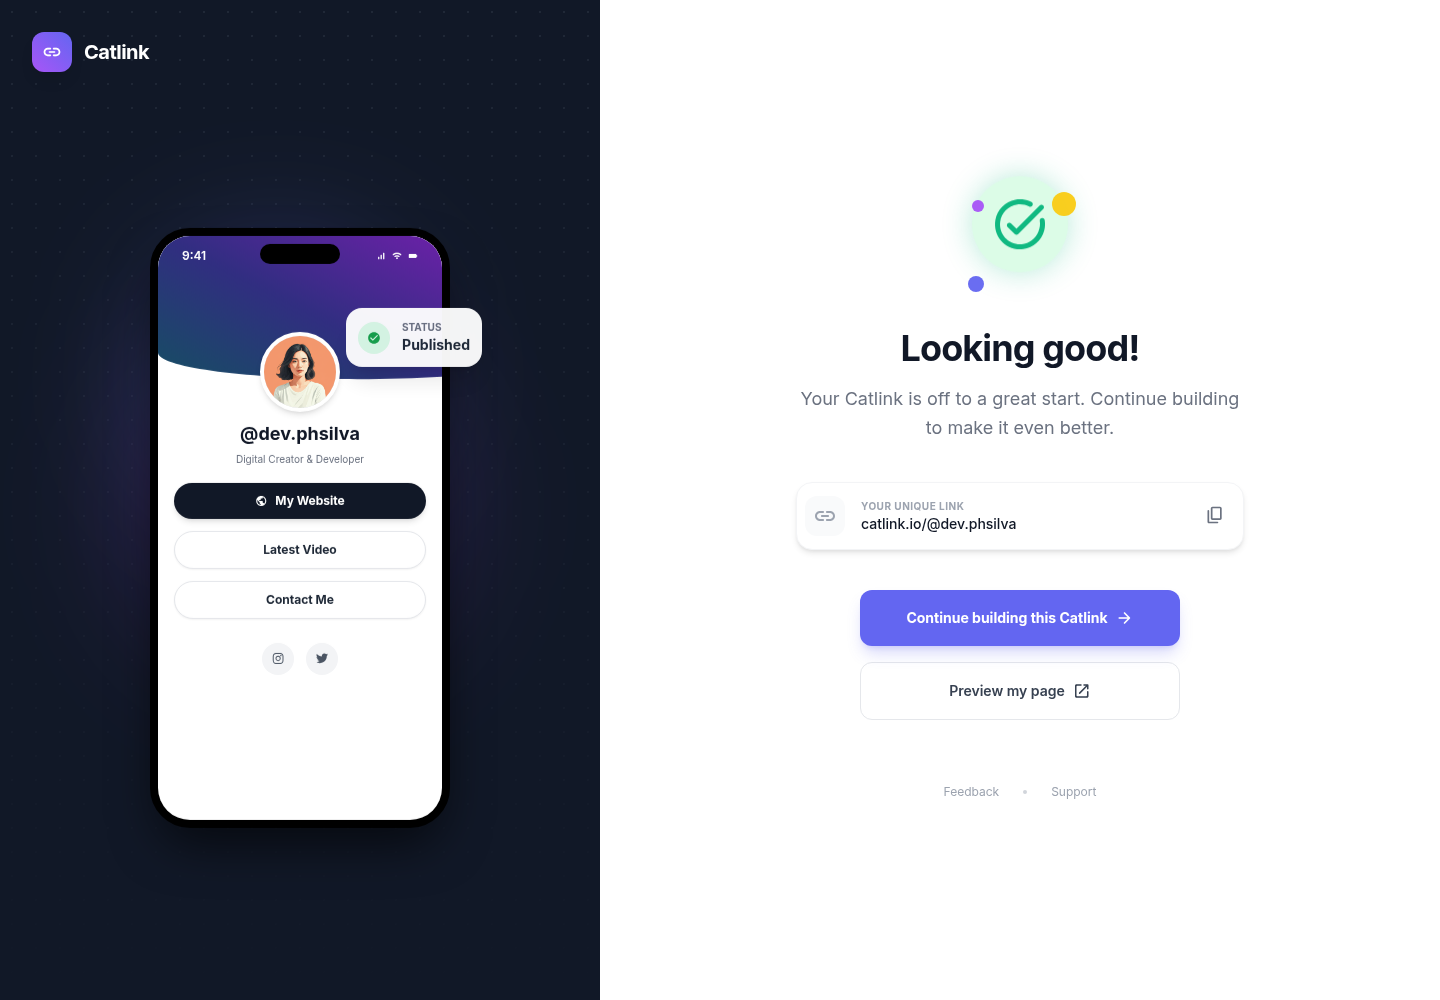 Catlink
9:41
STATUS
Published
@dev.phsilva
Digital Creator & Developer
My Website
Latest Video
Contact Me
Looking good!
Your Catlink is off to a great start. Continue building
to make it even better.
YOUR UNIQUE LINK
catlink.io/@dev.phsilva
Continue building this Catlink
Preview my page
Feedback
Support